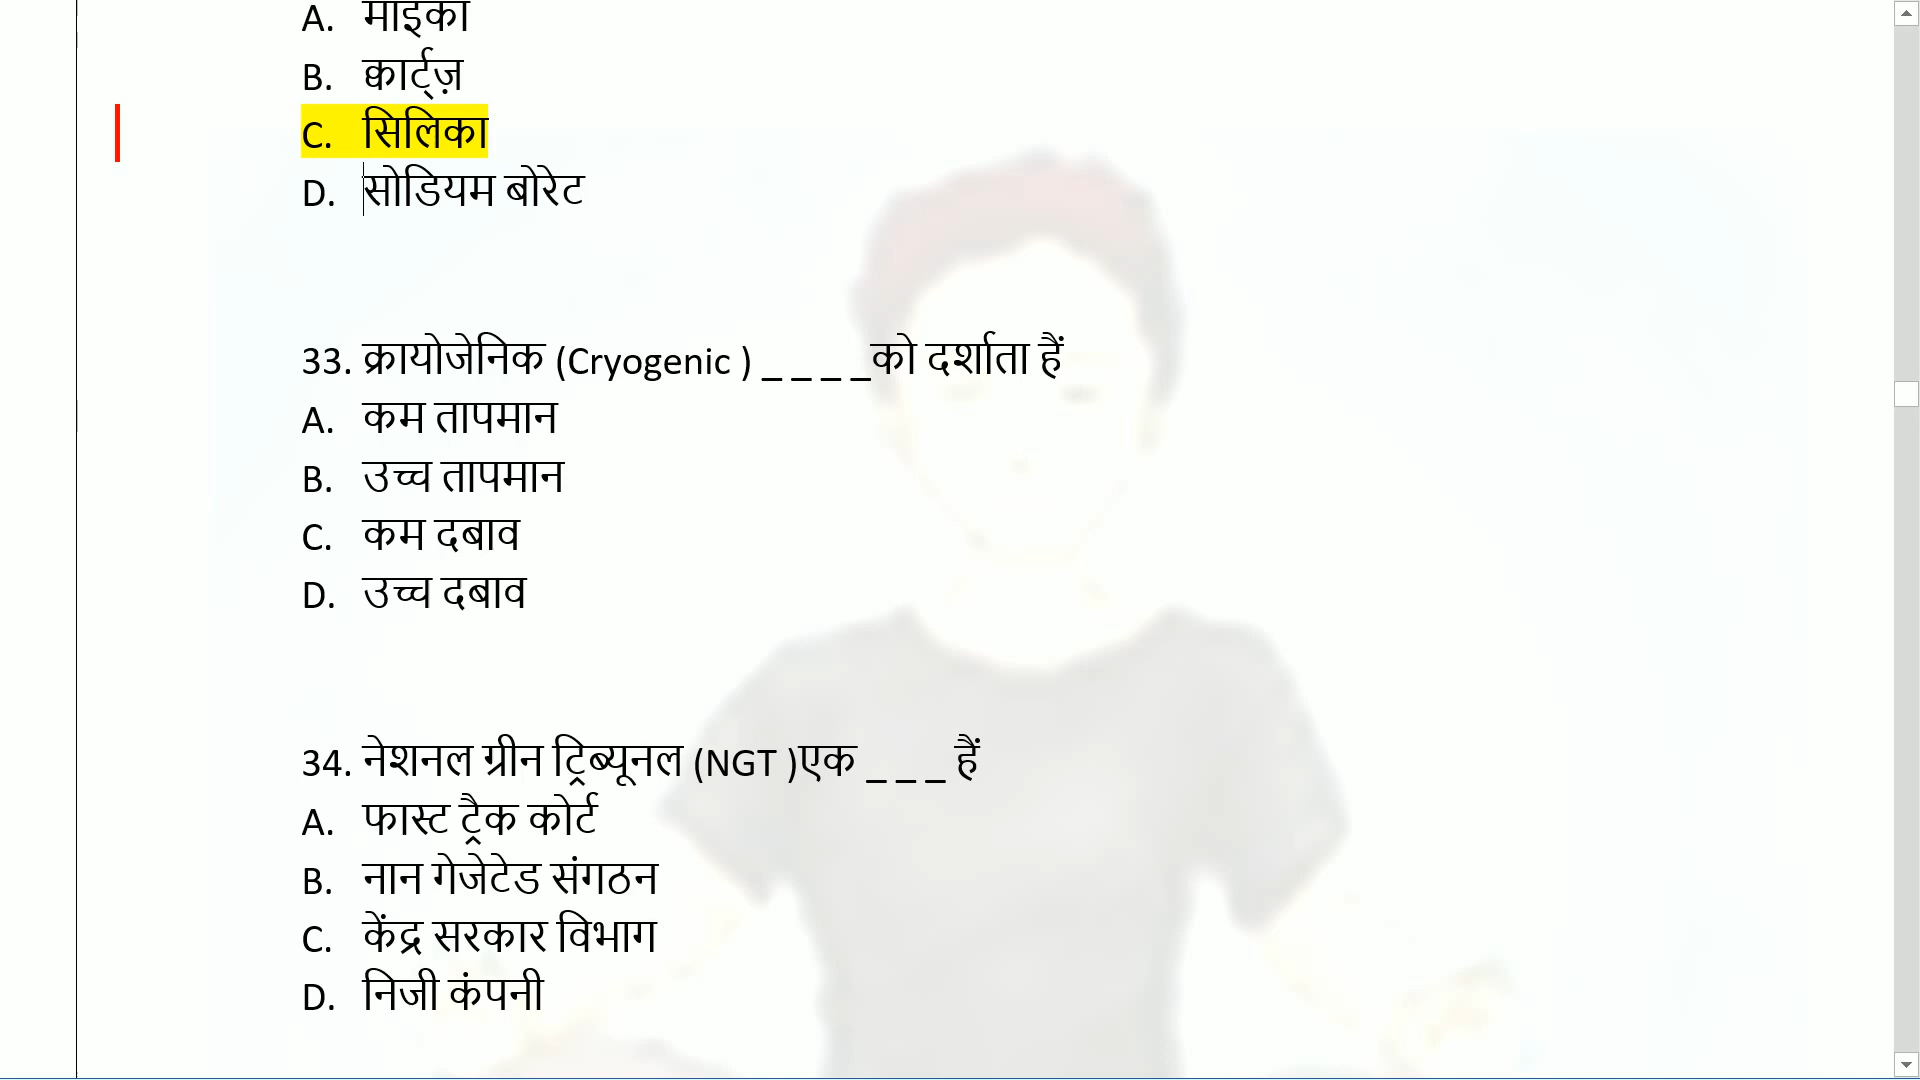 A. माइका
B. क्वार्ट्ज़
C. सिलिका
D. सोडियम बोरेट
33. क्रायोजेनिक (Cryogenic ) _ _ _ _को दर्शाता हैं
A. कम तापमान
B. उच्च तापमान
C. कम दबाव
D. उच्च दबाव
34. नेशनल ग्रीन ट्रिब्यूनल (NGT )एक _ _ _ हैं
A. फास्ट ट्रैक कोर्ट
B. नान गेजेटेड संगठन
C. केंद्र सरकार विभाग
D. निजी कंपनी